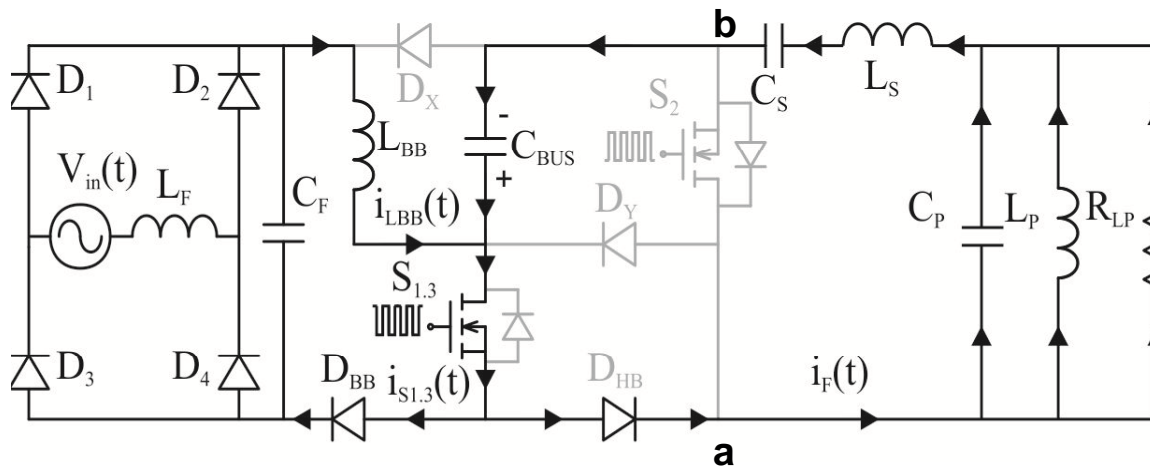 b
D1
D2
DX
S2
CS
LS
LBB
-
CBUS
+
Vin(t)
LF
CF
iLBB(t)
DY
CP
LP
RLP
S1.3
D3
D4
DBB
iS1.3(t)
DHB
iF(t)
a